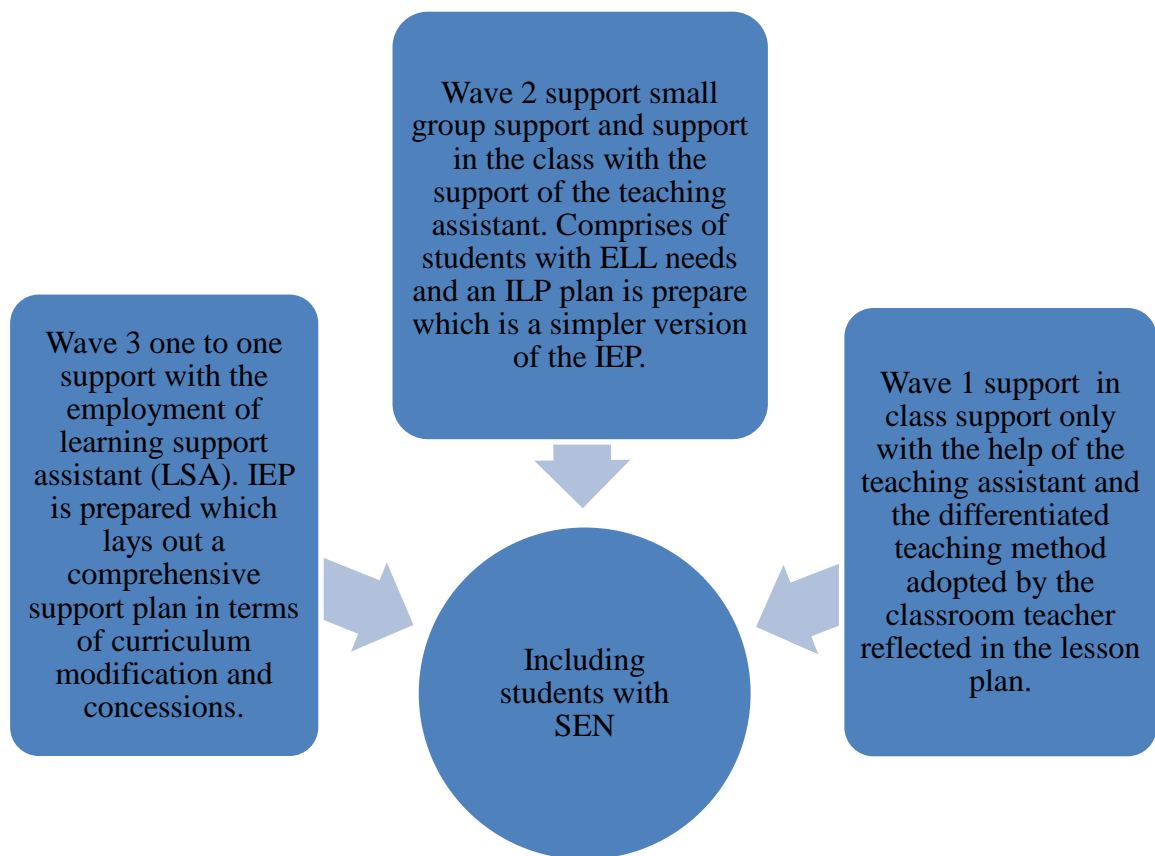 Wave 3 one to one
support with the
employment of
learning support
assistant (LSA). IEP
is prepared which
lays out a
comprehensive
support plan in terms
of curriculum
modification and
concessions.
Wave 2 support small
group support and support
in the class with the
support of the teaching
assistant. Comprises of
students with ELL needs
and an ILP plan is prepare
which is a simpler version
of the IEP.
Wave 1 support in
class support only
with the help of the
teaching assistant and
the differentiated
teaching method
adopted by the
classroom teacher
reflected in the lesson
plan.
Including
students with
SEN